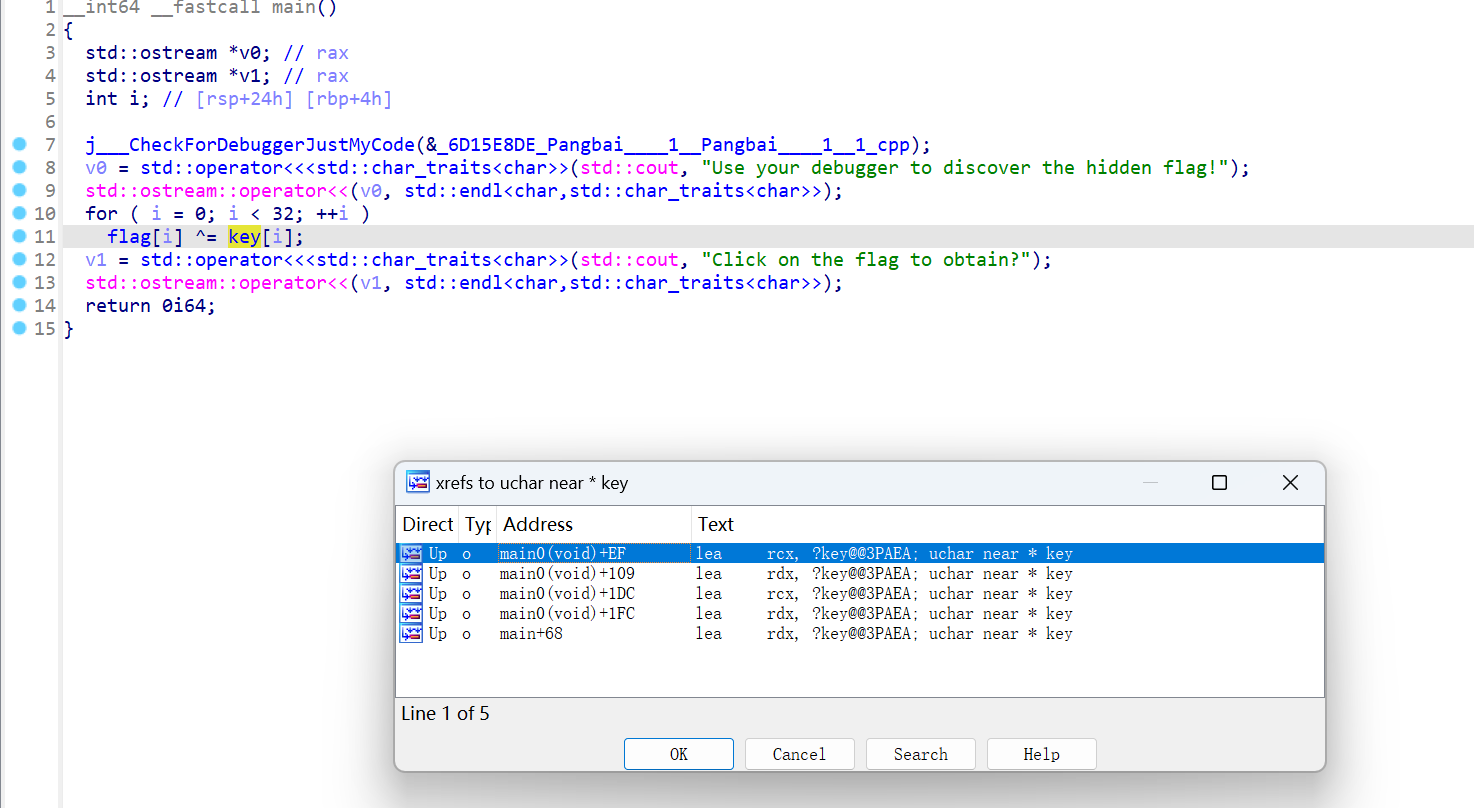 1 __int64 __fastcall main()
2 {
3 std::ostream *v0; // rax
4 std::ostream *v1; // rax
5 int i; // [rsp+24h] [rbp+4h]
6
7 j___CheckForDebuggerJustMyCode(&_6D15E8DE_Pangbai____1__Pangbai____1__1_cpp);
8 v0 = std::operator<<<std::char_traits<char>>(std::cout, "Use your debugger to discover the hidden flag!");
9 std::ostream::operator<<(v0, std::endl<char,std::char_traits<char>>);
10 for ( i = 0; i < 32; ++i )
11 flag[i] ^= key[i];
12 v1 = std::operator<<<std::char_traits<char>>(std::cout, "Click on the flag to obtain?");
13 std::ostream::operator<<(v1, std::endl<char,std::char_traits<char>>);
14 return 0i64;
15 }
xrefs to uchar near * key
Direct Typ Address Text
Up o main0(void)+EF lea rcx, ?key@@3PAEA; uchar near * key
Up o main0(void)+109 lea rdx, ?key@@3PAEA; uchar near * key
Up o main0(void)+1DC lea rcx, ?key@@3PAEA; uchar near * key
Up o main0(void)+1FC lea rdx, ?key@@3PAEA; uchar near * key
Up o main+68 lea rdx, ?key@@3PAEA; uchar near * key
Line 1 of 5
OK Cancel Search Help